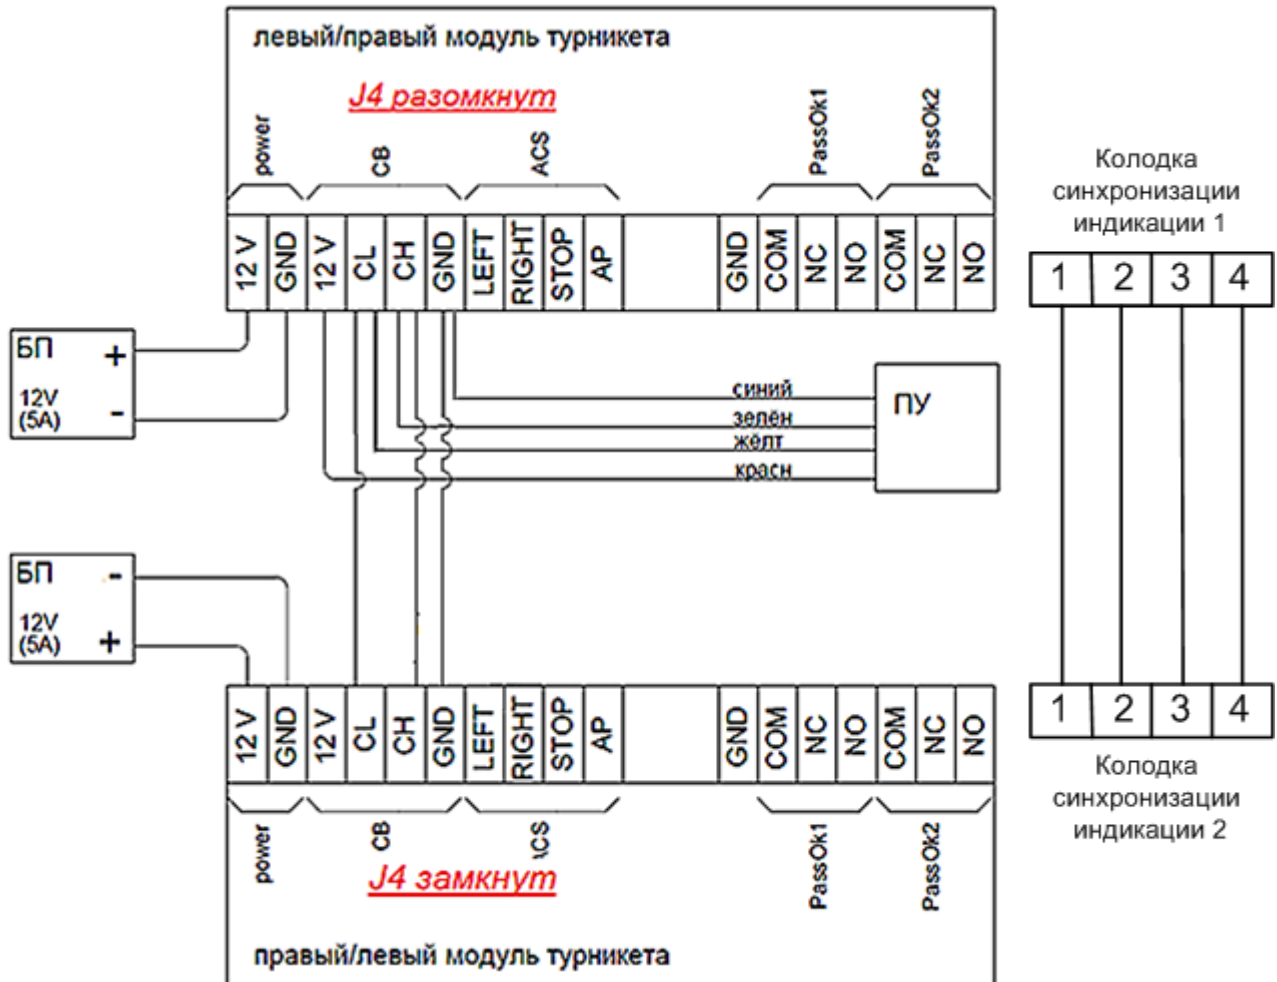 левый/правый модуль турникета
J4 разомкнут
power
CB
ACS
PassOk1
PassOk2
12 V
GND
12 V
CL
CH
GND
LEFT
RIGHT
STOP
AP
GND
COM
NC
NO
COM
NC
NO
Колодка
синхронизации
индикации 1
1 2 3 4
БП +
12V
(5A) -
синий
зелён
жёлт
красн
ПУ
БП -
12V
(5A) +
12 V
GND
12 V
CL
CH
GND
LEFT
RIGHT
STOP
AP
GND
COM
NC
NO
COM
NC
NO
1 2 3 4
Колодка
синхронизации
индикации 2
power
CB
ACS
PassOk1
PassOk2
J4 замкнут
правый/левый модуль турникета